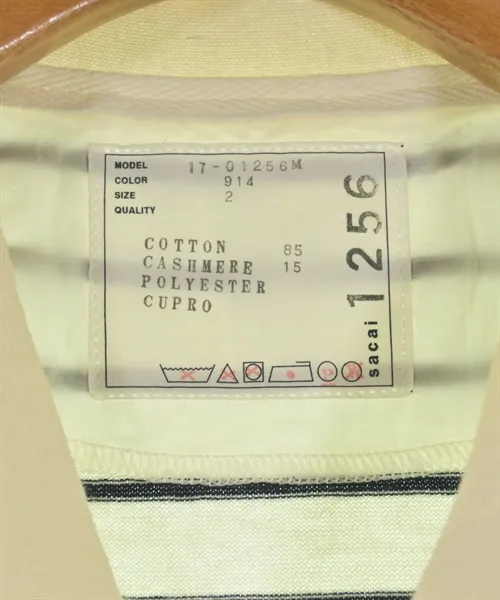 MODEL 17-01256M
COLOR 914
SIZE 2
QUALITY
COTTON 85
CASHMERE 15
POLYESTER
CUPRO
sacai 1256
P